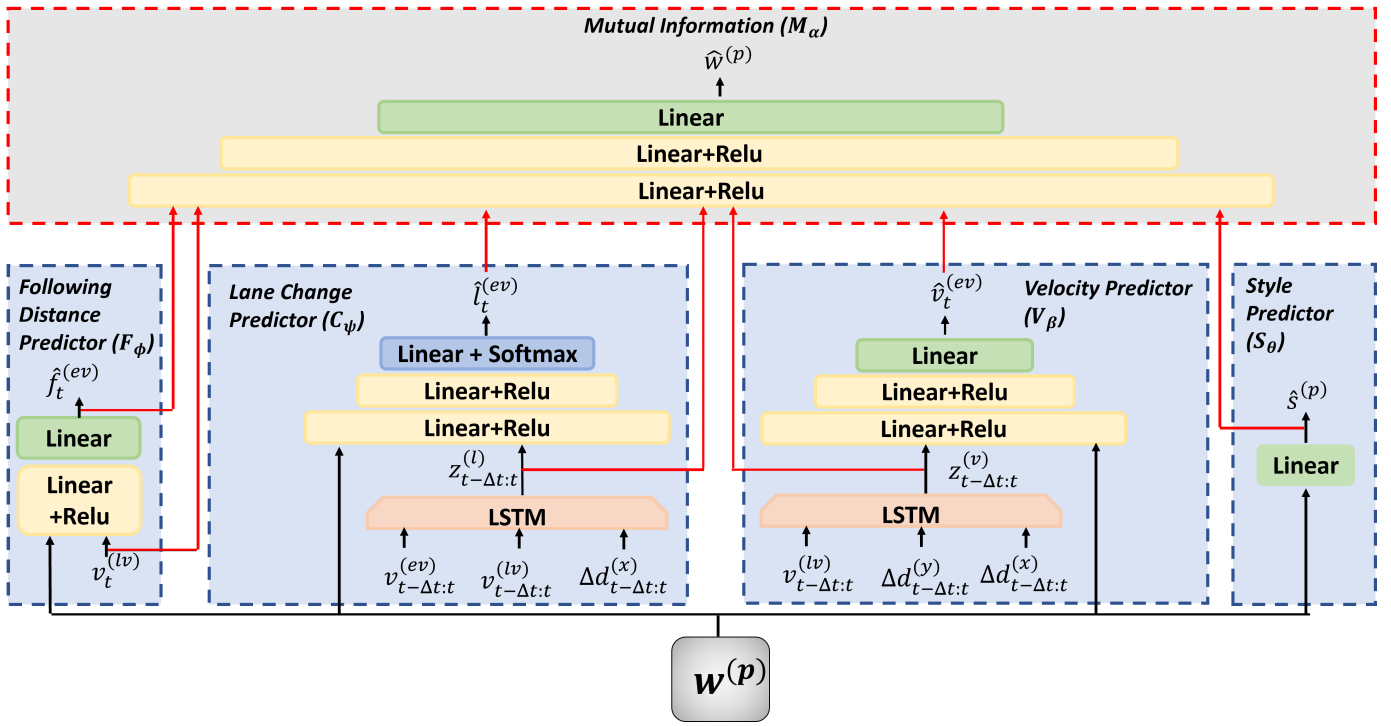 Mutual Information (M_α)
ŵ^(p)
Linear
Linear+Relu
Linear+Relu
Following
Distance
Predictor (F_ϕ)
f̂_t^(ev)
Linear
Linear
+Relu
v_t^(lv)
Lane Change
Predictor (C_ψ)
l̂_t^(ev)
Linear + Softmax
Linear+Relu
Linear+Relu
z_{t−Δt:t}^(l)
LSTM
v_{t−Δt:t}^(ev)
v_{t−Δt:t}^(lv)
Δd_{t−Δt:t}^(x)
Velocity Predictor
(V_β)
v̂_t^(ev)
Linear
Linear+Relu
Linear+Relu
z_{t−Δt:t}^(v)
LSTM
v_{t−Δt:t}^(lv)
Δd_{t−Δt:t}^(y)
Δd_{t−Δt:t}^(x)
Style
Predictor
(S_θ)
ŝ^(p)
Linear
w^(p)